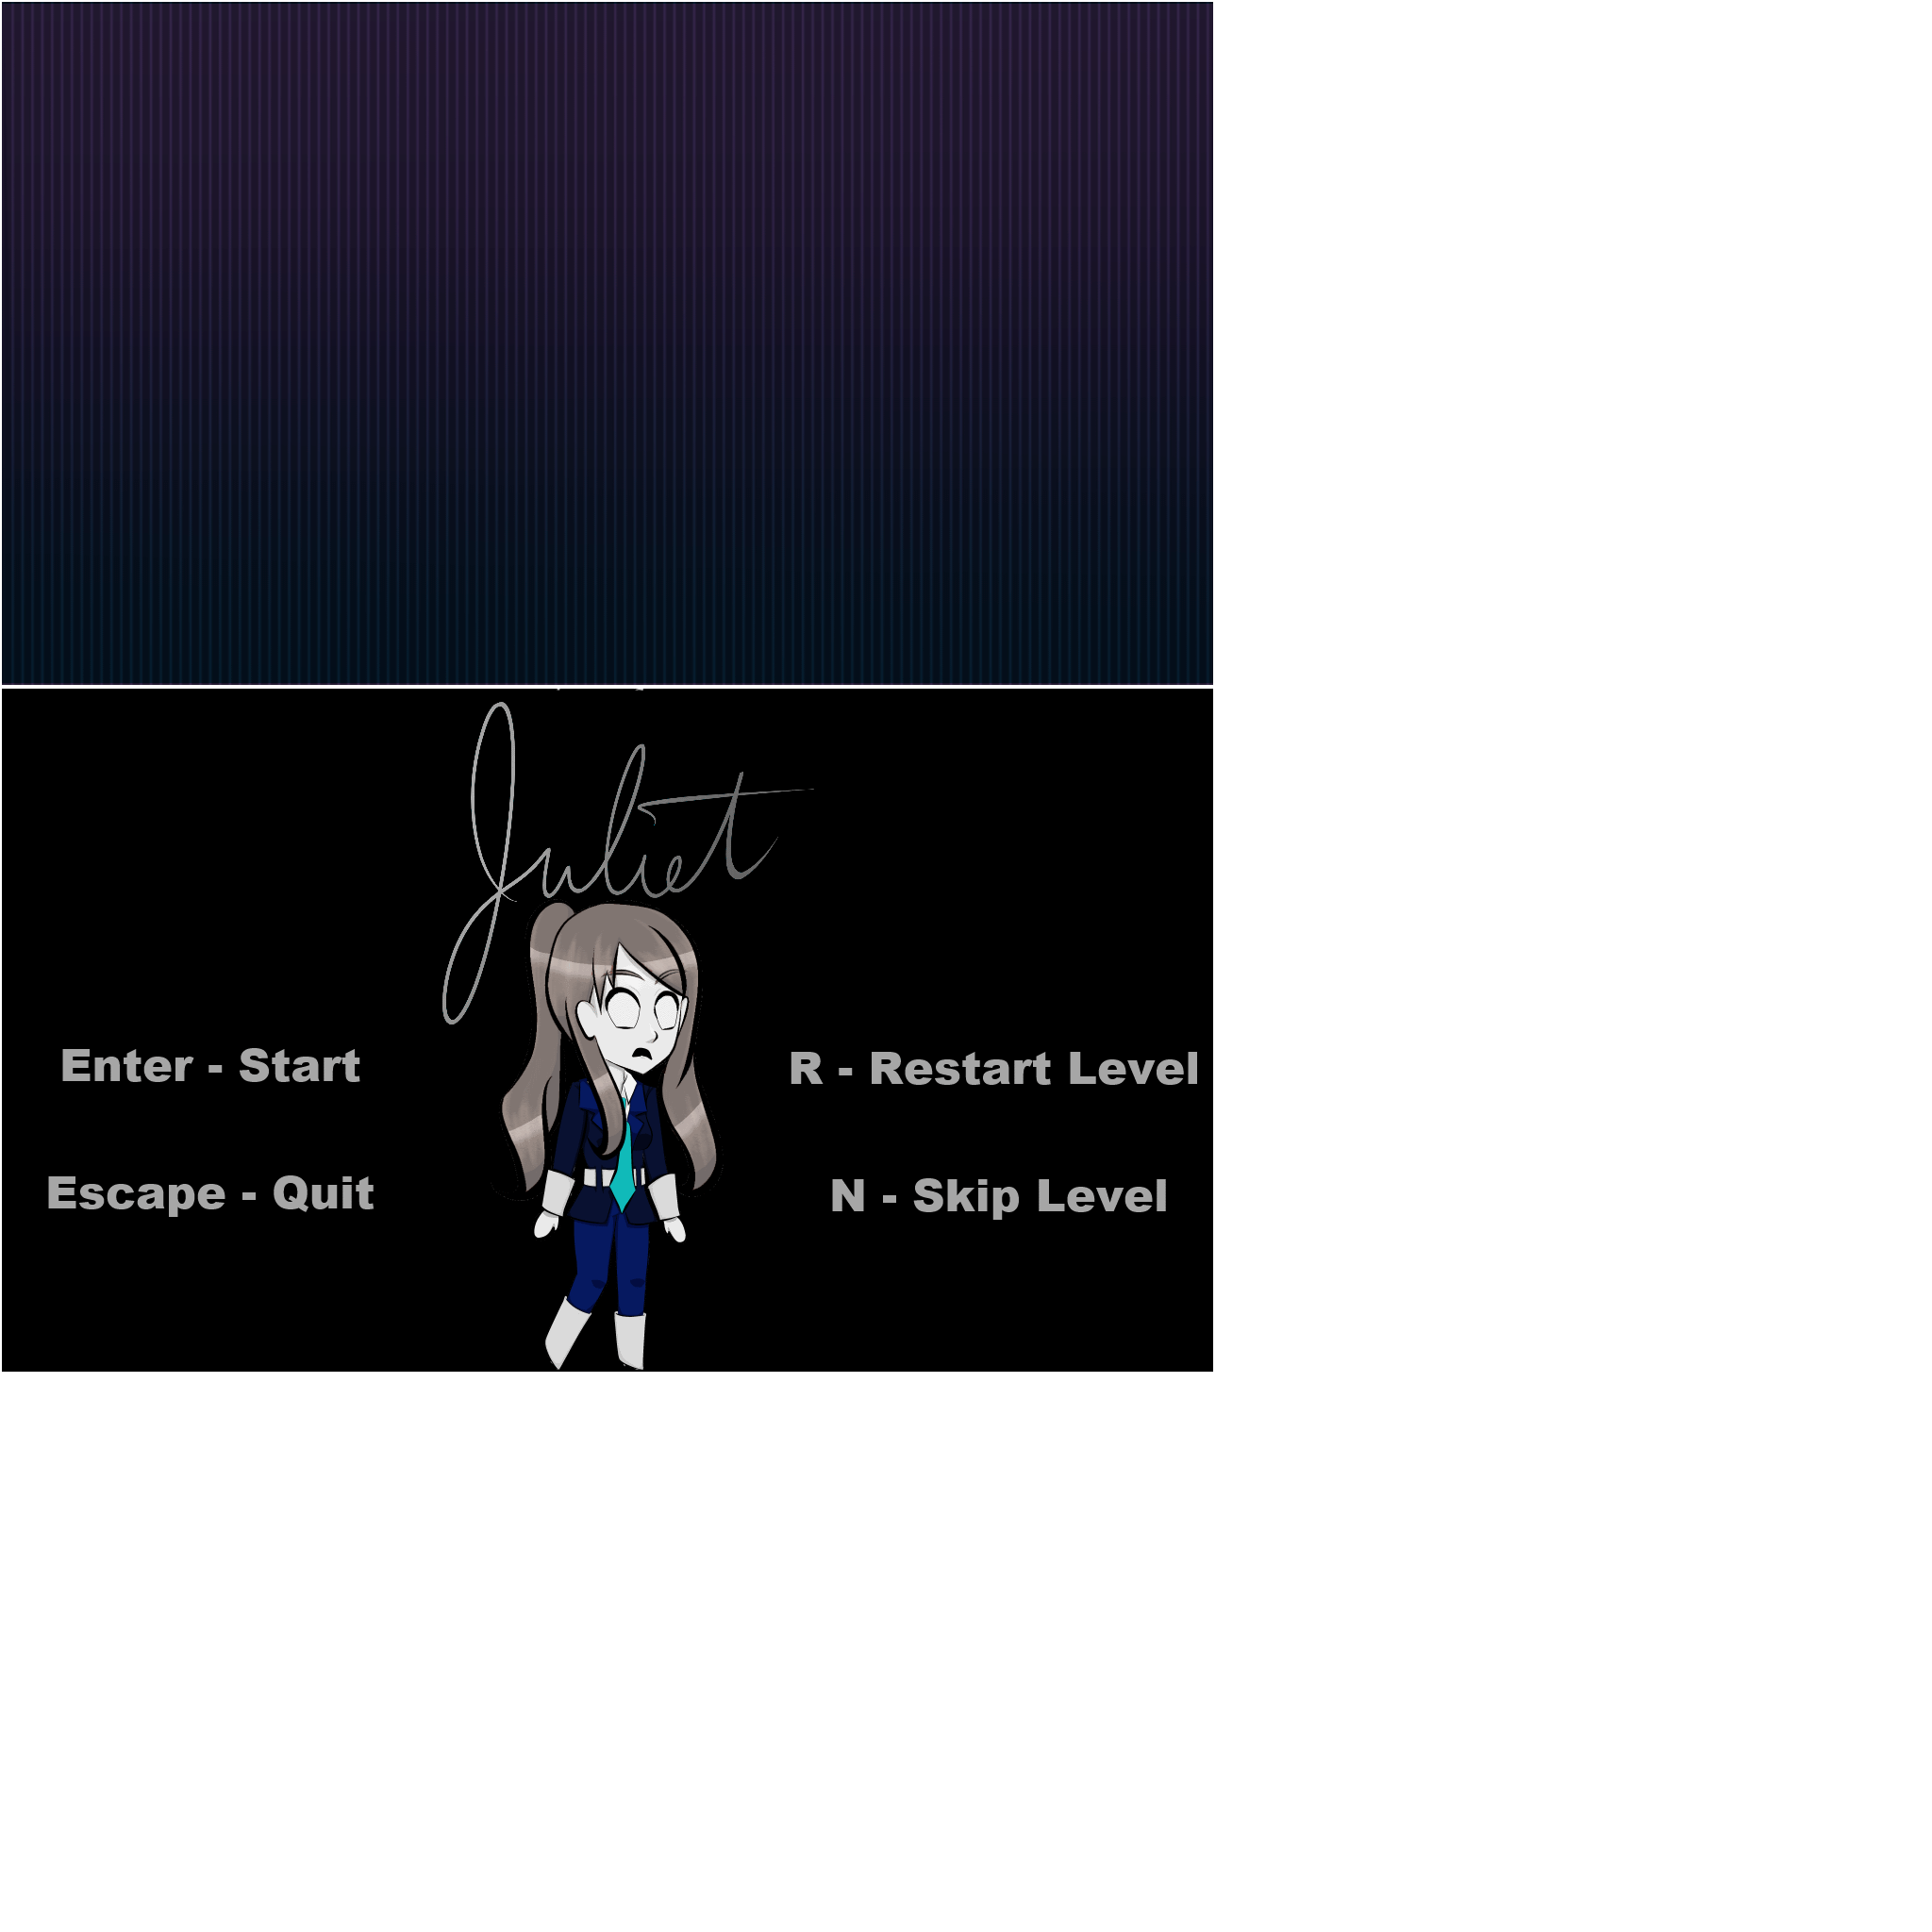 Juliet
Enter - Start
R - Restart Level
Escape - Quit
N - Skip Level